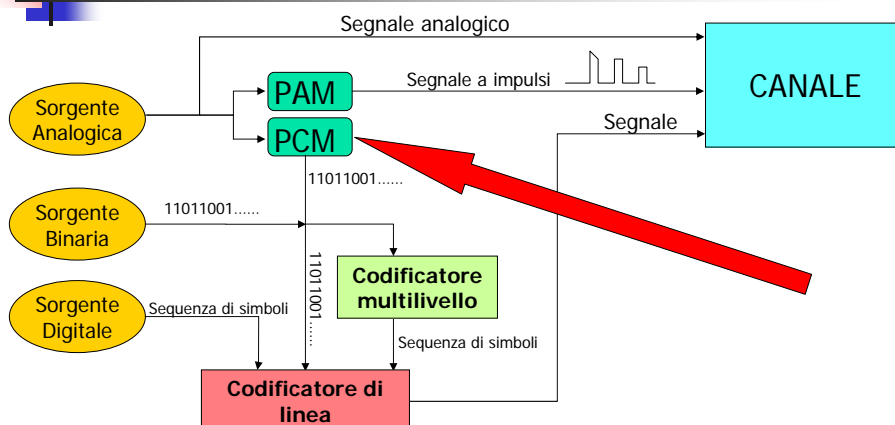 Segnale analogico
Sorgente
Analogica
PAM
Segnale a impulsi
CANALE
PCM
Segnale
11011001......
Sorgente
Binaria
11011001......
11011001......
Codificatore
multilivello
Sorgente
Digitale
Sequenza di simboli
Sequenza di simboli
Codificatore di
linea